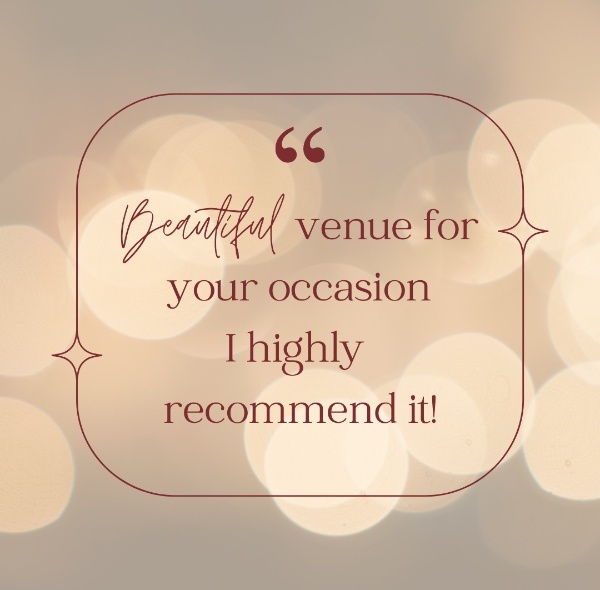 “
Beautiful venue for
your occasion
I highly
recommend it!